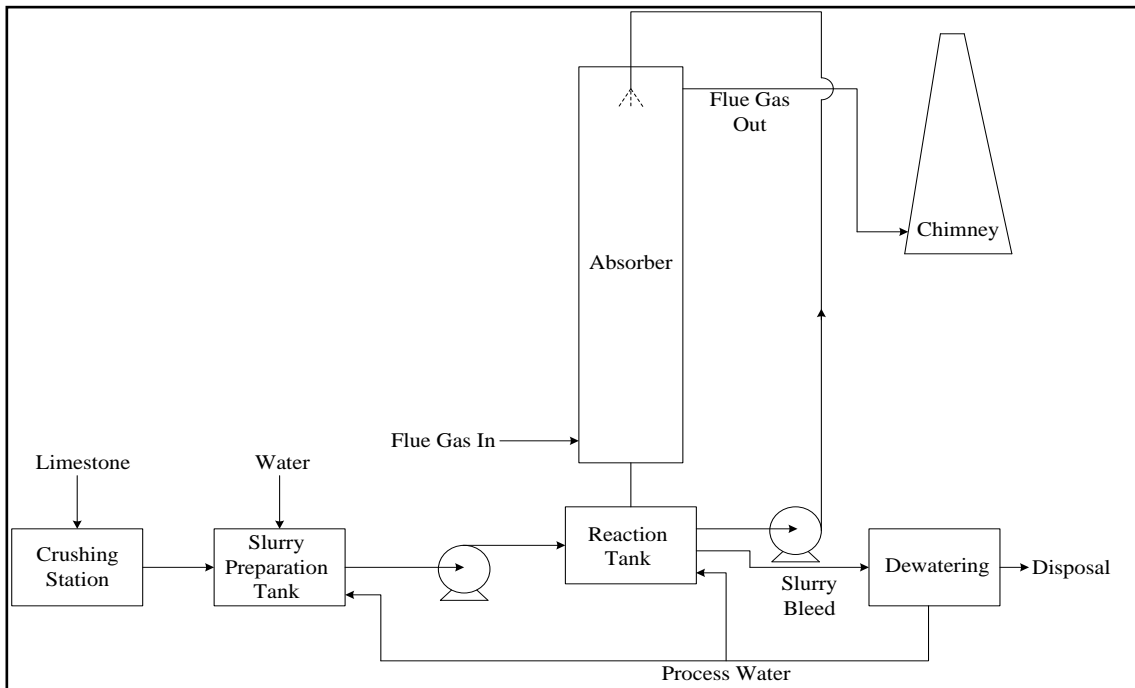 Flue Gas
Out
Chimney
Absorber
Flue Gas In
Limestone
Water
Crushing
Station
Slurry
Preparation
Tank
Reaction
Tank
Slurry
Bleed
Dewatering
Disposal
Process Water